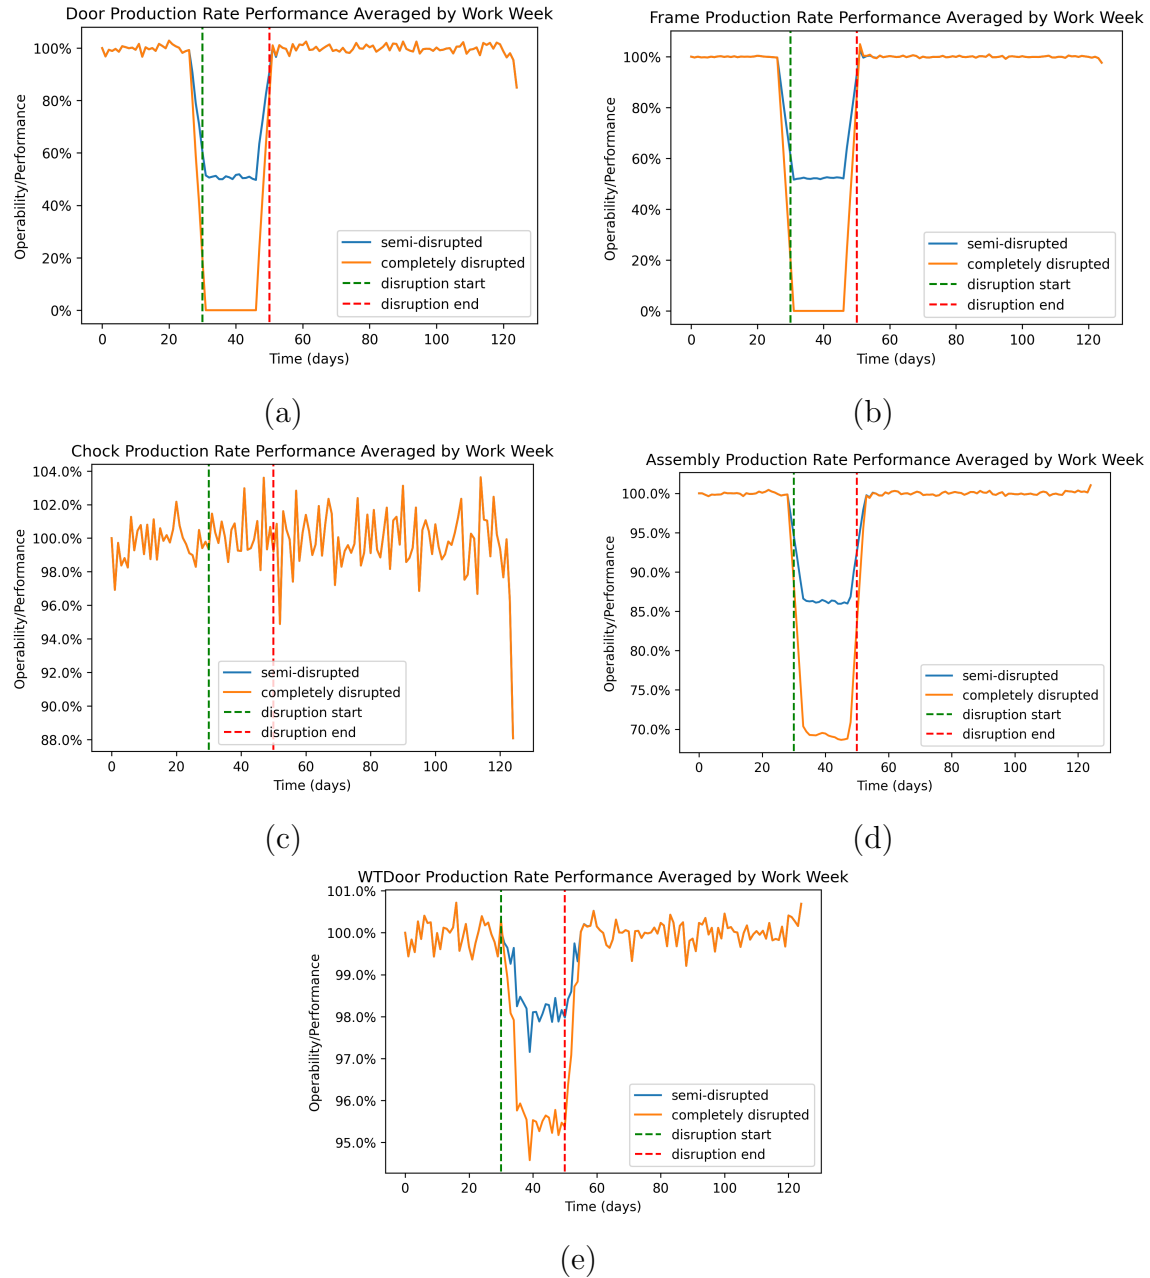 Door Production Rate Performance Averaged by Work Week
100%
80%
60%
40%
20%
0%
Operability/Performance
semi-disrupted
completely disrupted
disruption start
disruption end
0 20 40 60 80 100 120
Time (days)
(a)
Frame Production Rate Performance Averaged by Work Week
100%
80%
60%
40%
20%
0%
Operability/Performance
semi-disrupted
completely disrupted
disruption start
disruption end
0 20 40 60 80 100 120
Time (days)
(b)
Chock Production Rate Performance Averaged by Work Week
104.0%
102.0%
100.0%
98.0%
96.0%
94.0%
92.0%
90.0%
88.0%
Operability/Performance
semi-disrupted
completely disrupted
disruption start
disruption end
0 20 40 60 80 100 120
Time (days)
(c)
Assembly Production Rate Performance Averaged by Work Week
100.0%
95.0%
90.0%
85.0%
80.0%
75.0%
70.0%
Operability/Performance
semi-disrupted
completely disrupted
disruption start
disruption end
0 20 40 60 80 100 120
Time (days)
(d)
WTDoor Production Rate Performance Averaged by Work Week
101.0%
100.0%
99.0%
98.0%
97.0%
96.0%
95.0%
Operability/Performance
semi-disrupted
completely disrupted
disruption start
disruption end
0 20 40 60 80 100 120
Time (days)
(e)